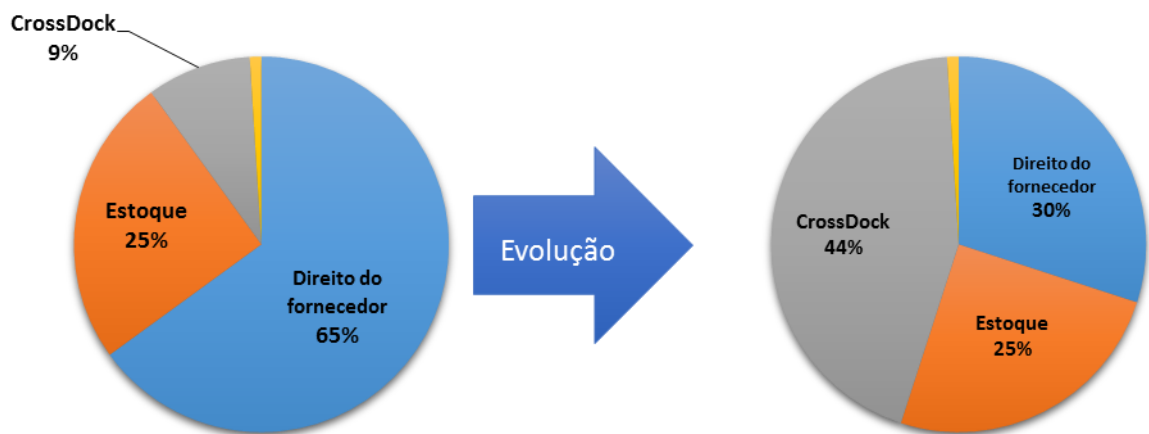 CrossDock
9%
Estoque
25%
Direito do
fornecedor
65%
Evolução
CrossDock
44%
Direito do
fornecedor
30%
Estoque
25%